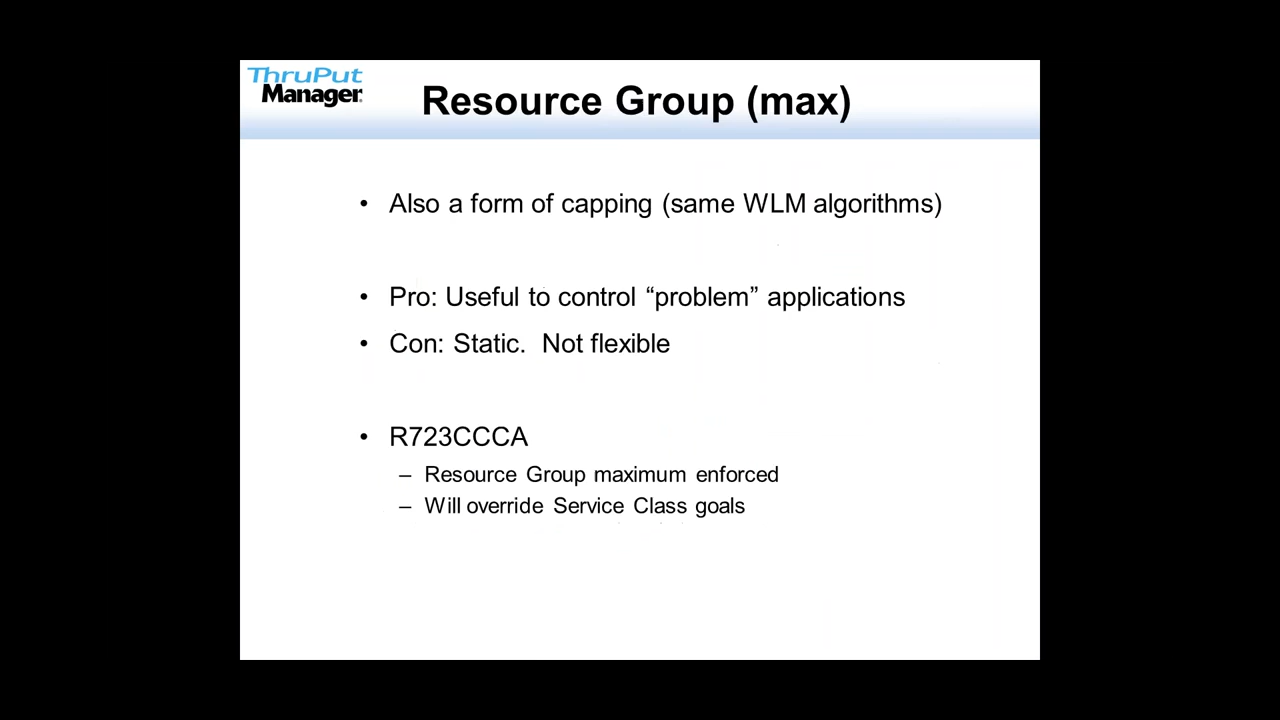 ThruPut
Manager®
Resource Group (max)
• Also a form of capping (same WLM algorithms)
• Pro: Useful to control “problem” applications
• Con: Static.  Not flexible
• R723CCCA
– Resource Group maximum enforced
– Will override Service Class goals